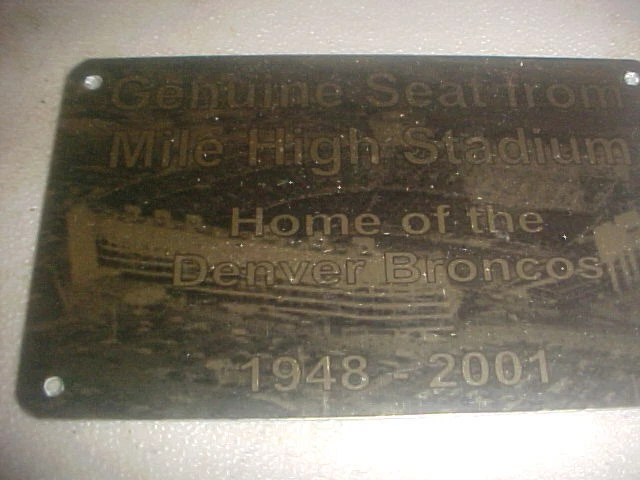 Genuine Seat from
Mile High Stadium
Home of the
Denver Broncos
1948 - 2001